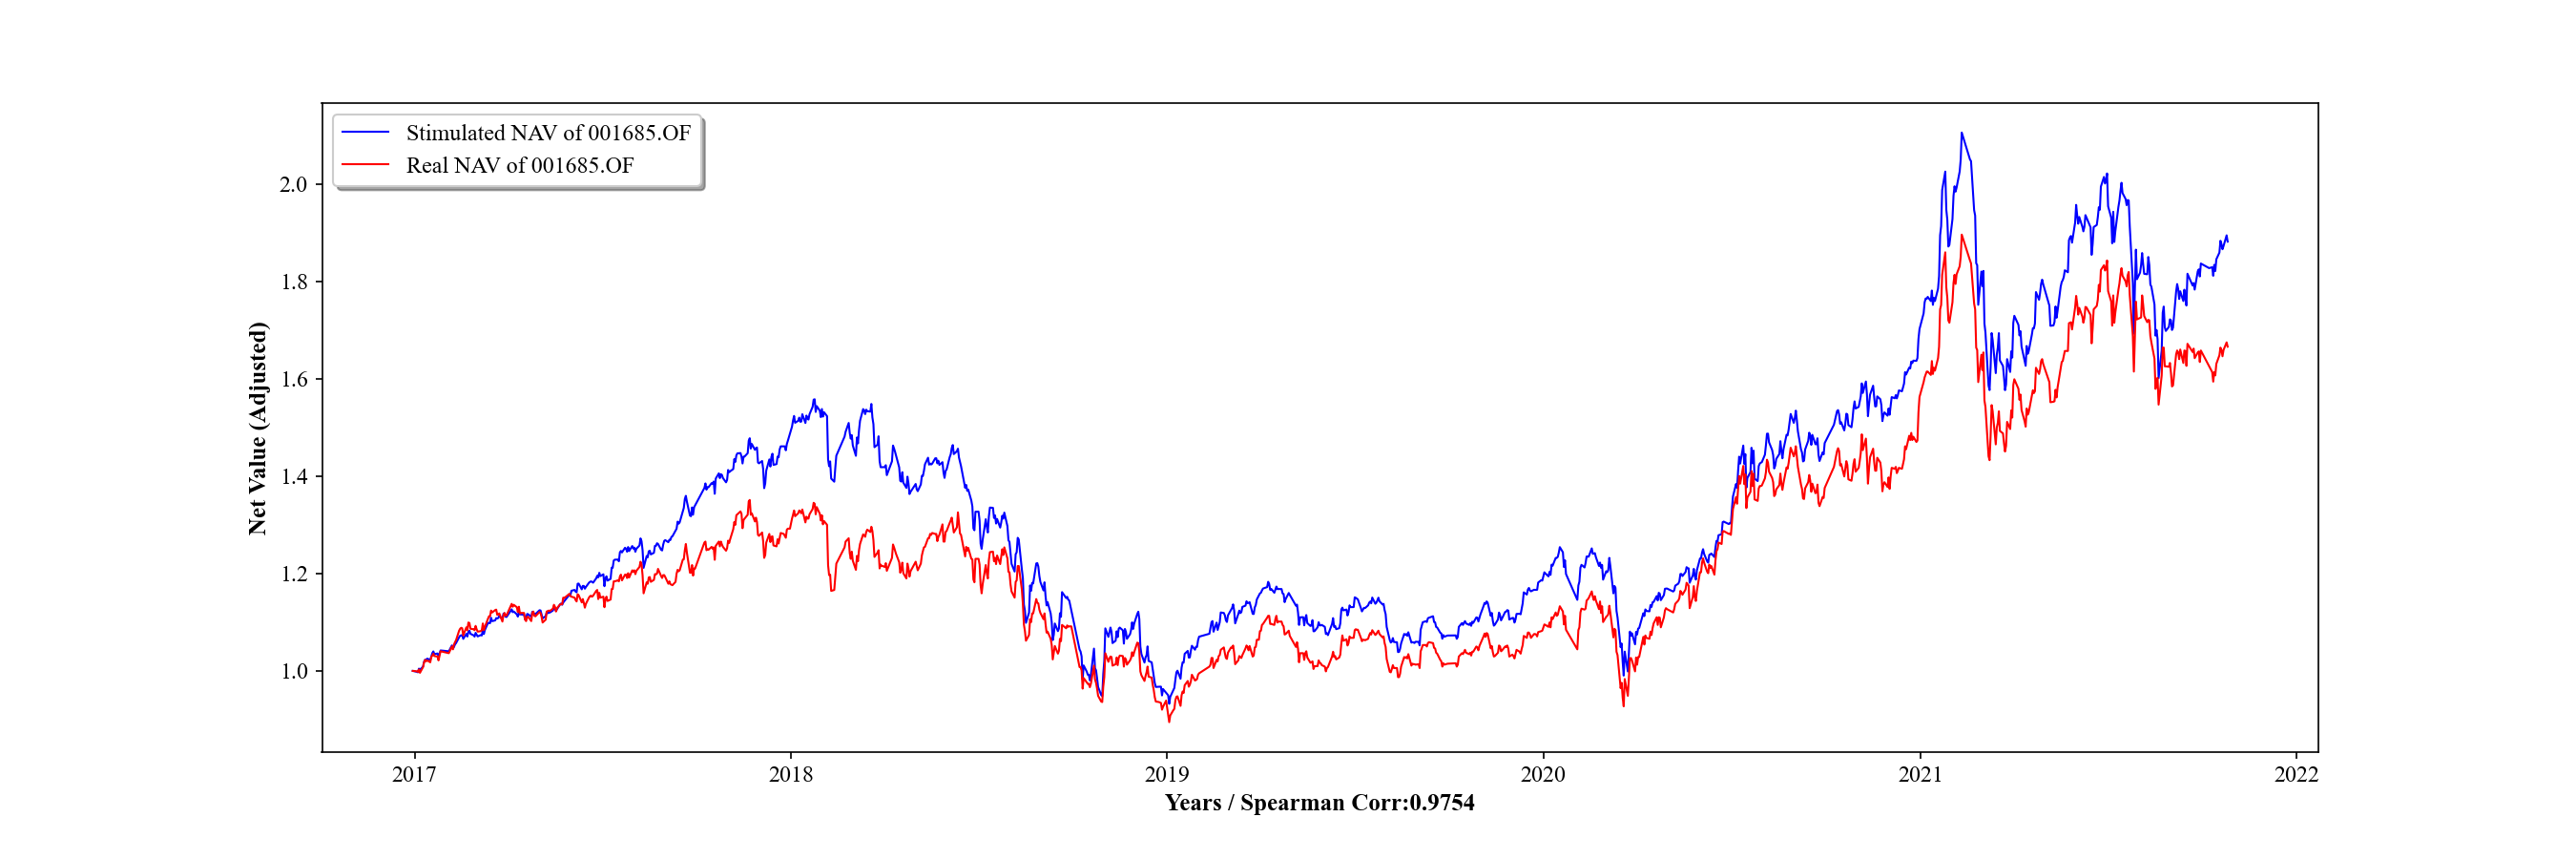 Stimulated NAV of 001685.OF
Real NAV of 001685.OF
Net Value (Adjusted)
2.0
1.8
1.6
1.4
1.2
1.0
2017 2018 2019 2020 2021 2022
Years / Spearman Corr:0.9754